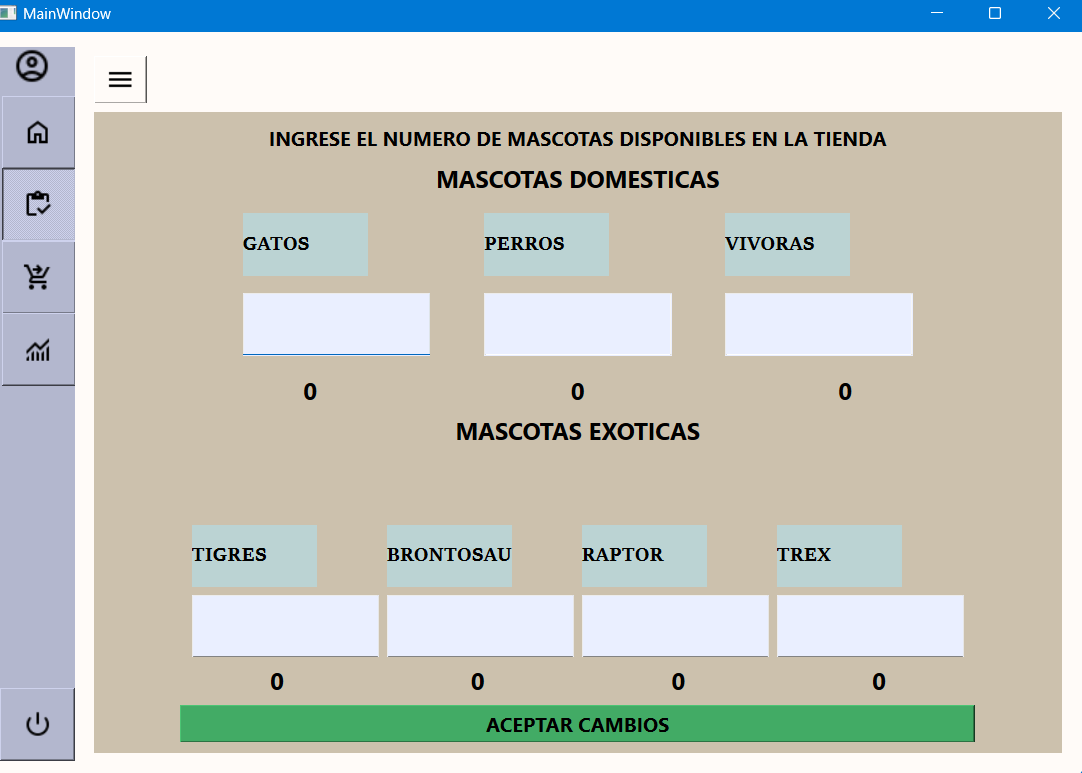 MainWindow
INGRESE EL NUMERO DE MASCOTAS DISPONIBLES EN LA TIENDA
MASCOTAS DOMESTICAS
GATOS PERROS VIVORAS
0 0 0
MASCOTAS EXOTICAS
TIGRES BRONTOSAU RAPTOR TREX
0 0 0 0
ACEPTAR CAMBIOS